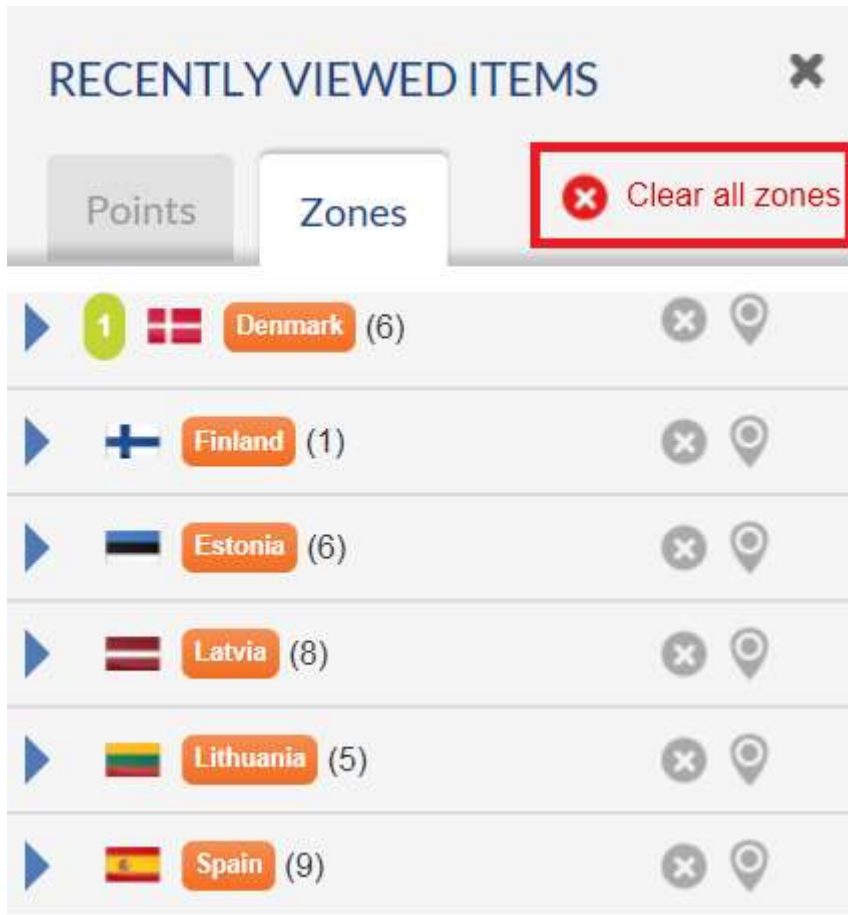 RECENTLY VIEWED ITEMS
Points Zones Clear all zones
1 Denmark (6)
Finland (1)
Estonia (6)
Latvia (8)
Lithuania (5)
Spain (9)